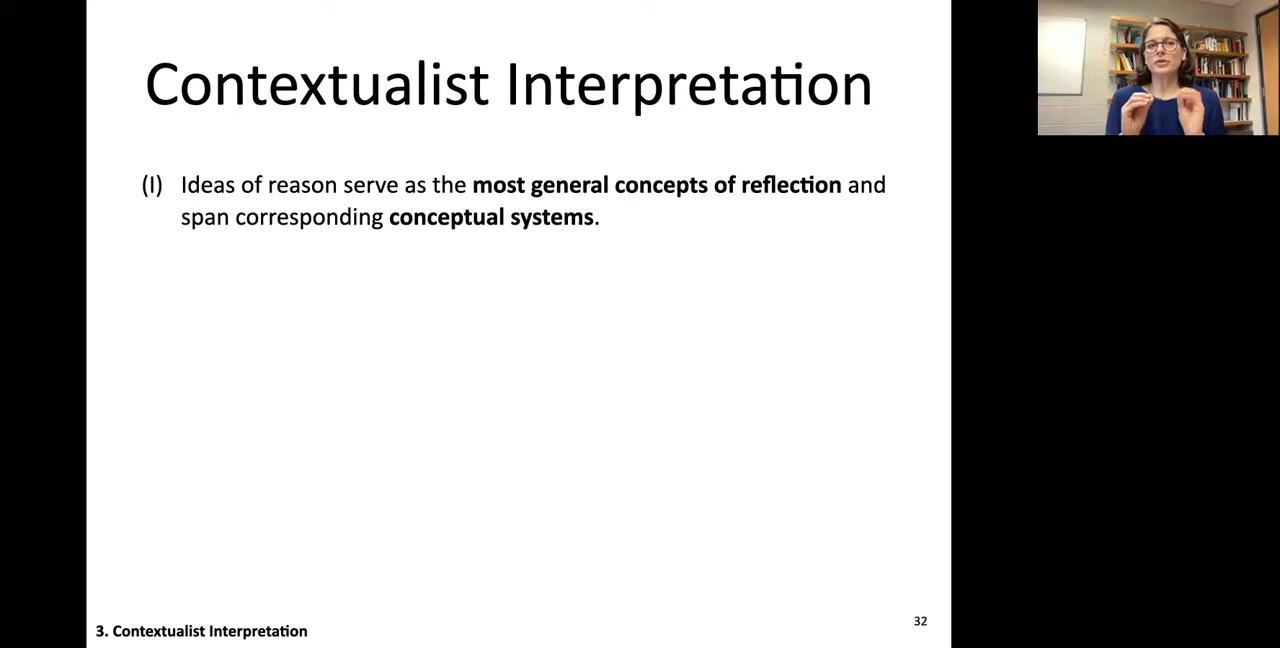 Contextualist Interpretation
(I) Ideas of reason serve as the most general concepts of reflection and
span corresponding conceptual systems.
3. Contextualist Interpretation
32